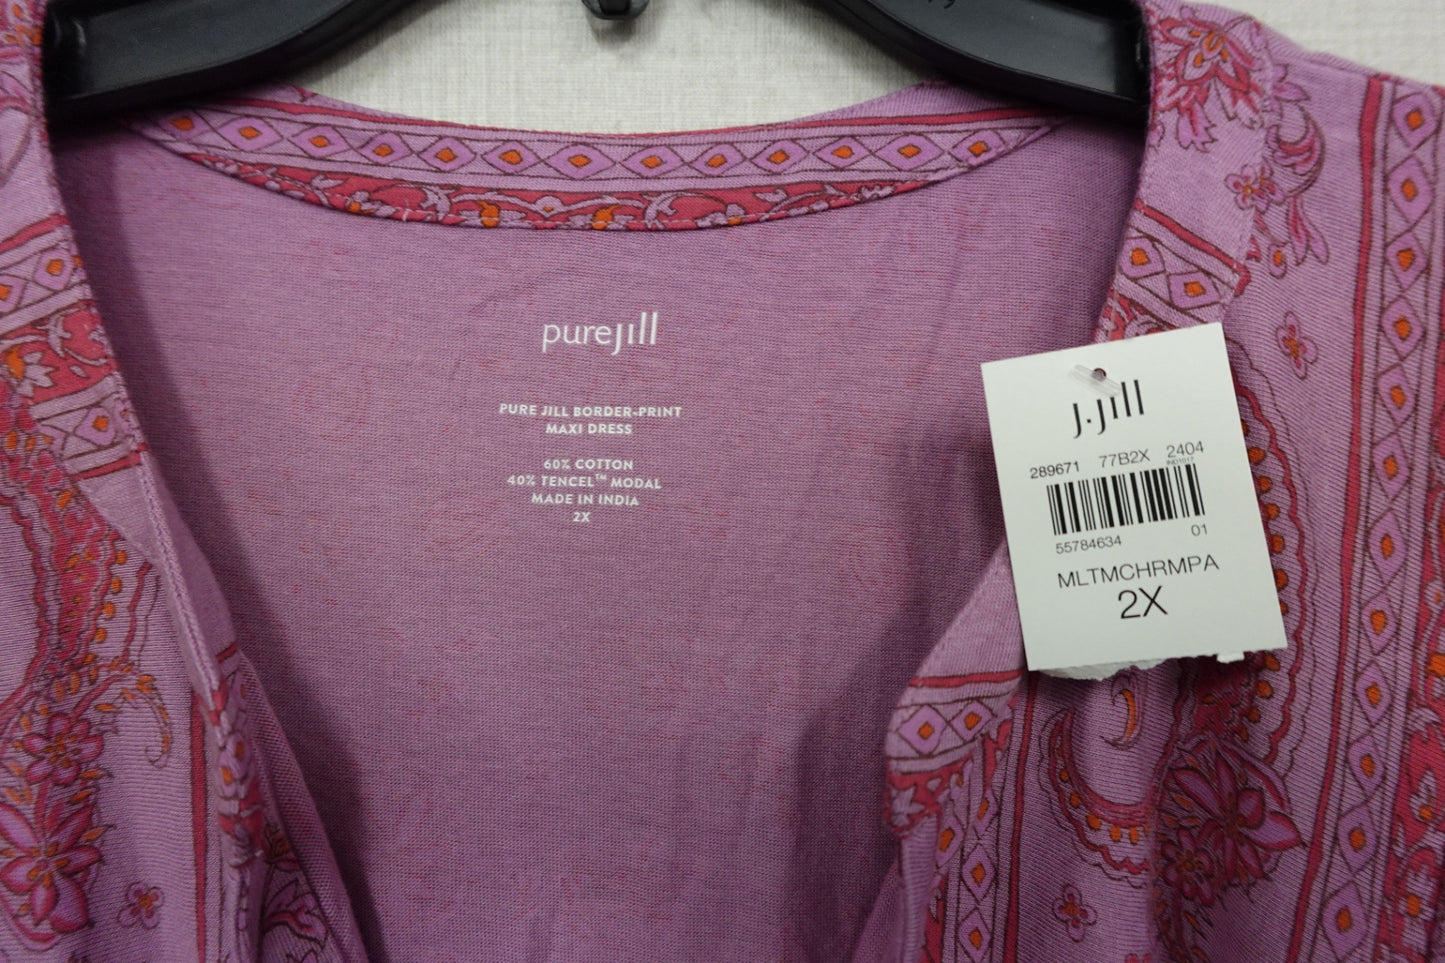 purejill
PURE JILL BORDER-PRINT
MAXI DRESS
60% COTTON
40% TENCEL™ MODAL
MADE IN INDIA
2X
J.Jill
289671 77B2X 2404
IND1017
55784634 01
MLTMCHRMPA
2X